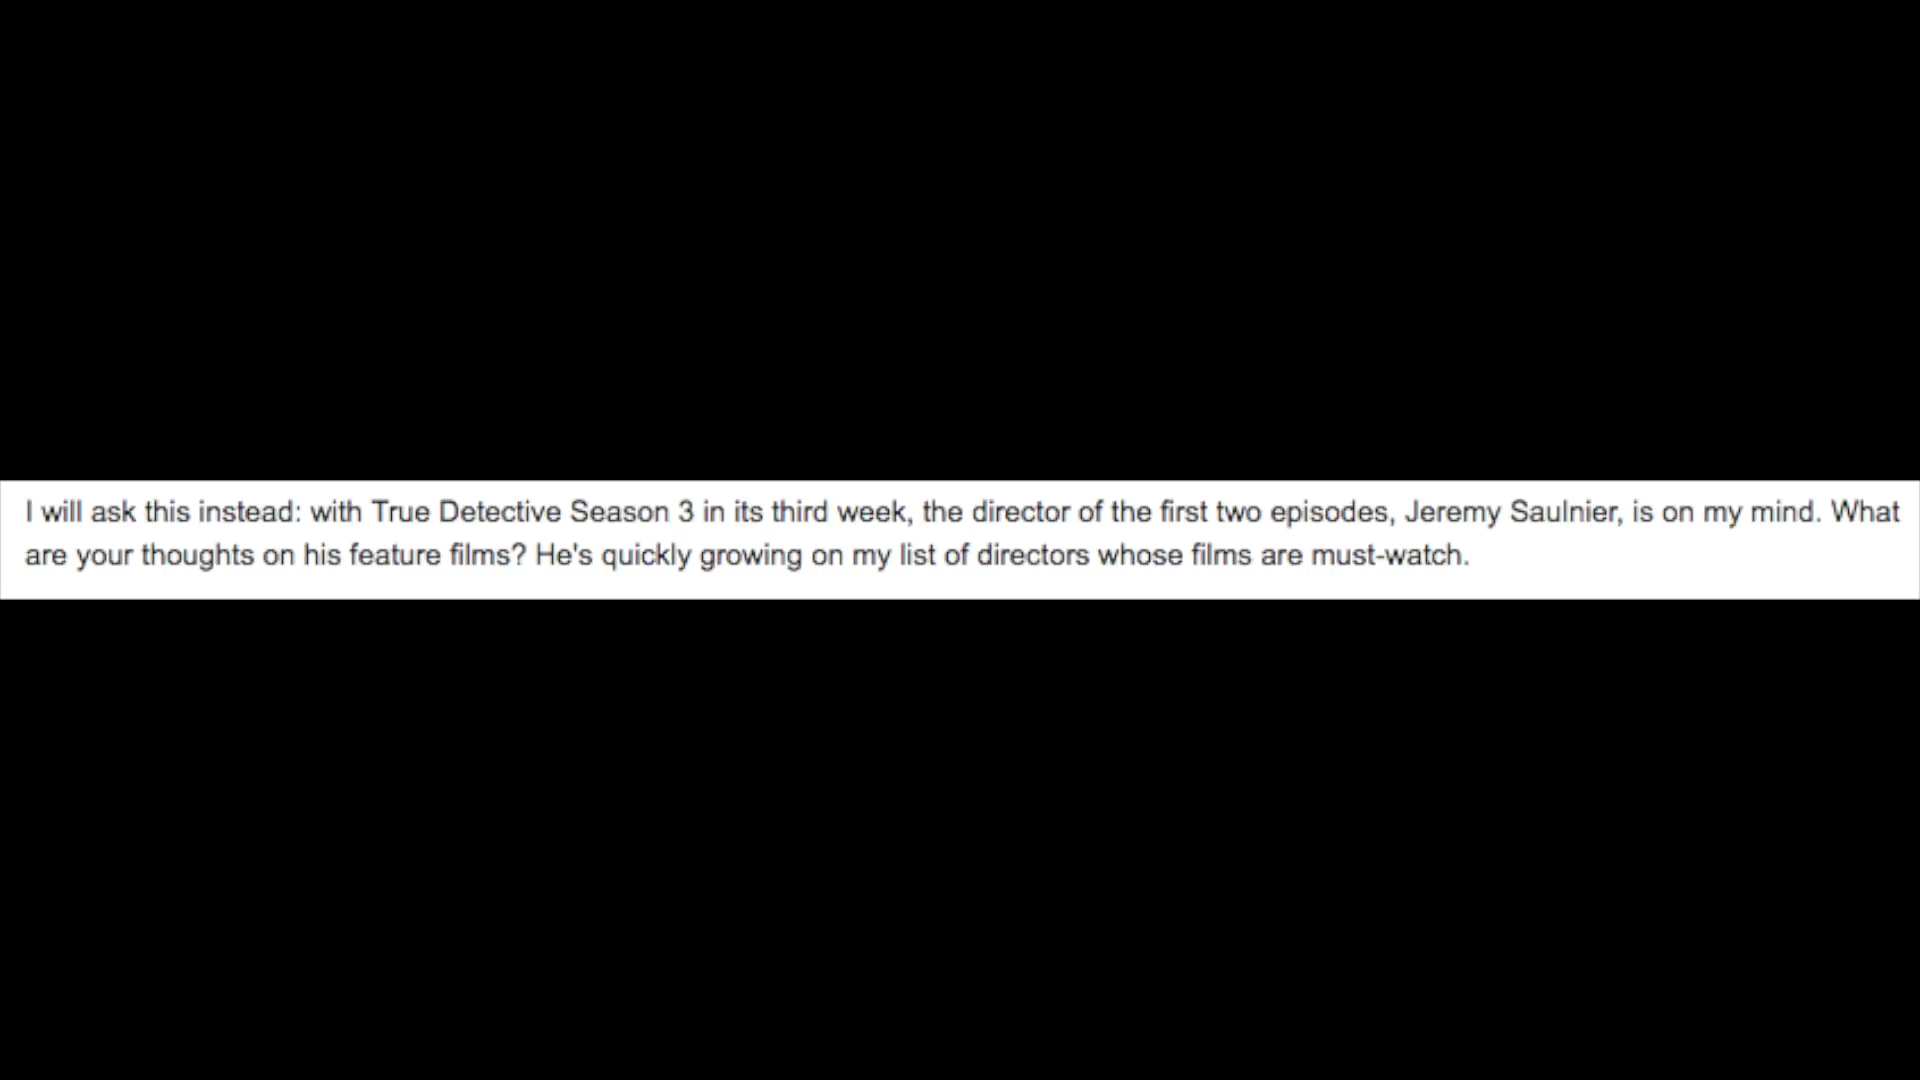 I will ask this instead: with True Detective Season 3 in its third week, the director of the first two episodes, Jeremy Saulnier, is on my mind. What
are your thoughts on his feature films? He's quickly growing on my list of directors whose films are must-watch.